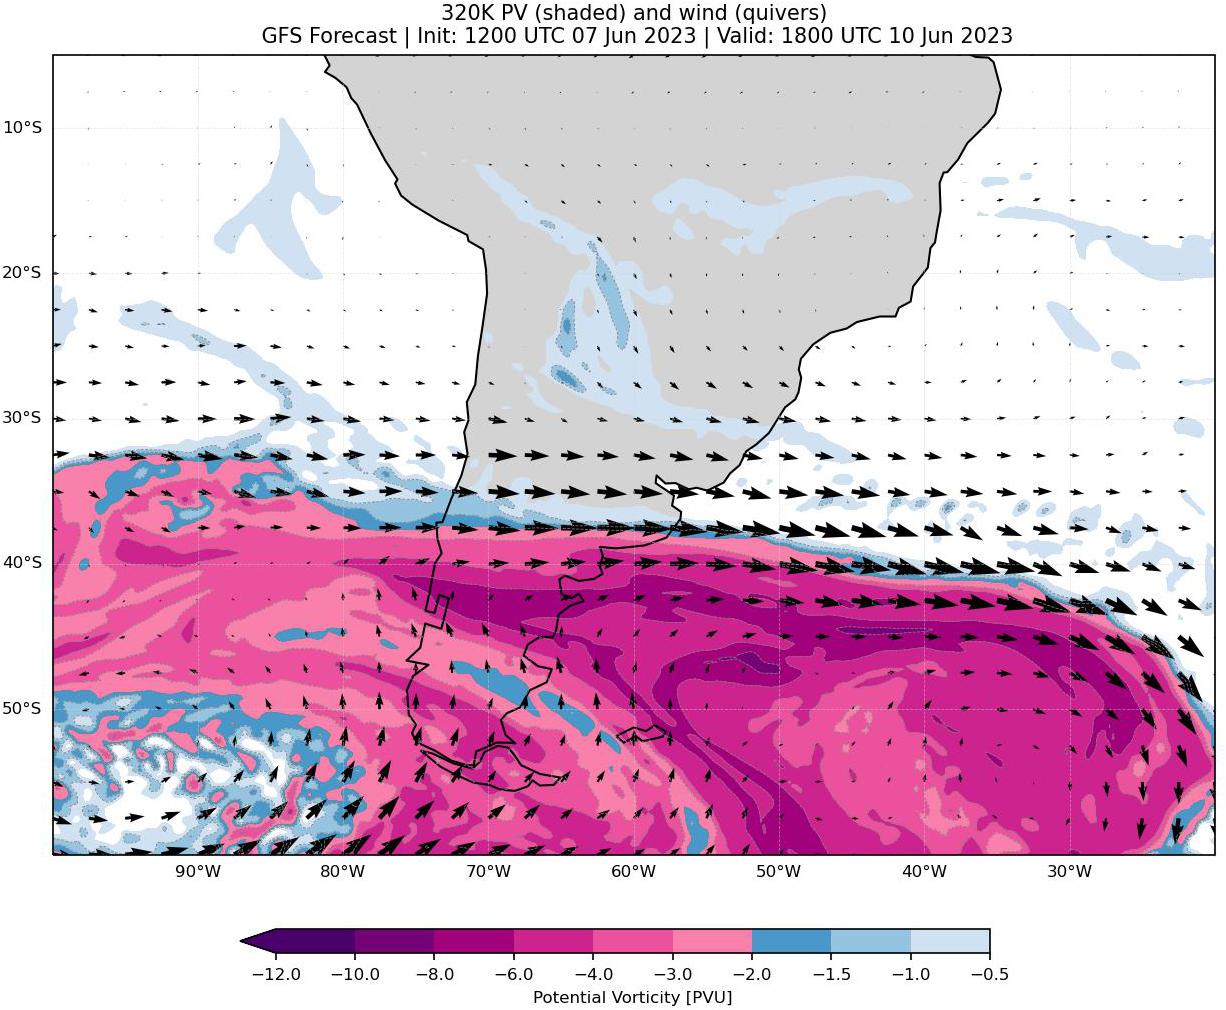 320K PV (shaded) and wind (quivers)
GFS Forecast | Init: 1200 UTC 07 Jun 2023 | Valid: 1800 UTC 10 Jun 2023
10°S
20°S
30°S
40°S
50°S
90°W 80°W 70°W 60°W 50°W 40°W 30°W
−12.0 −10.0 −8.0 −6.0 −4.0 −3.0 −2.0 −1.5 −1.0 −0.5
Potential Vorticity [PVU]